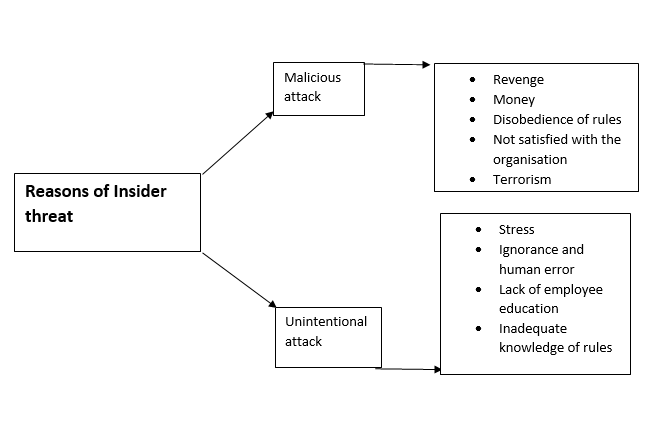 Reasons of Insider
threat
Malicious
attack
• Revenge
• Money
• Disobedience of rules
• Not satisfied with the
organisation
• Terrorism
Unintentional
attack
• Stress
• Ignorance and
human error
• Lack of employee
education
• Inadequate
knowledge of rules